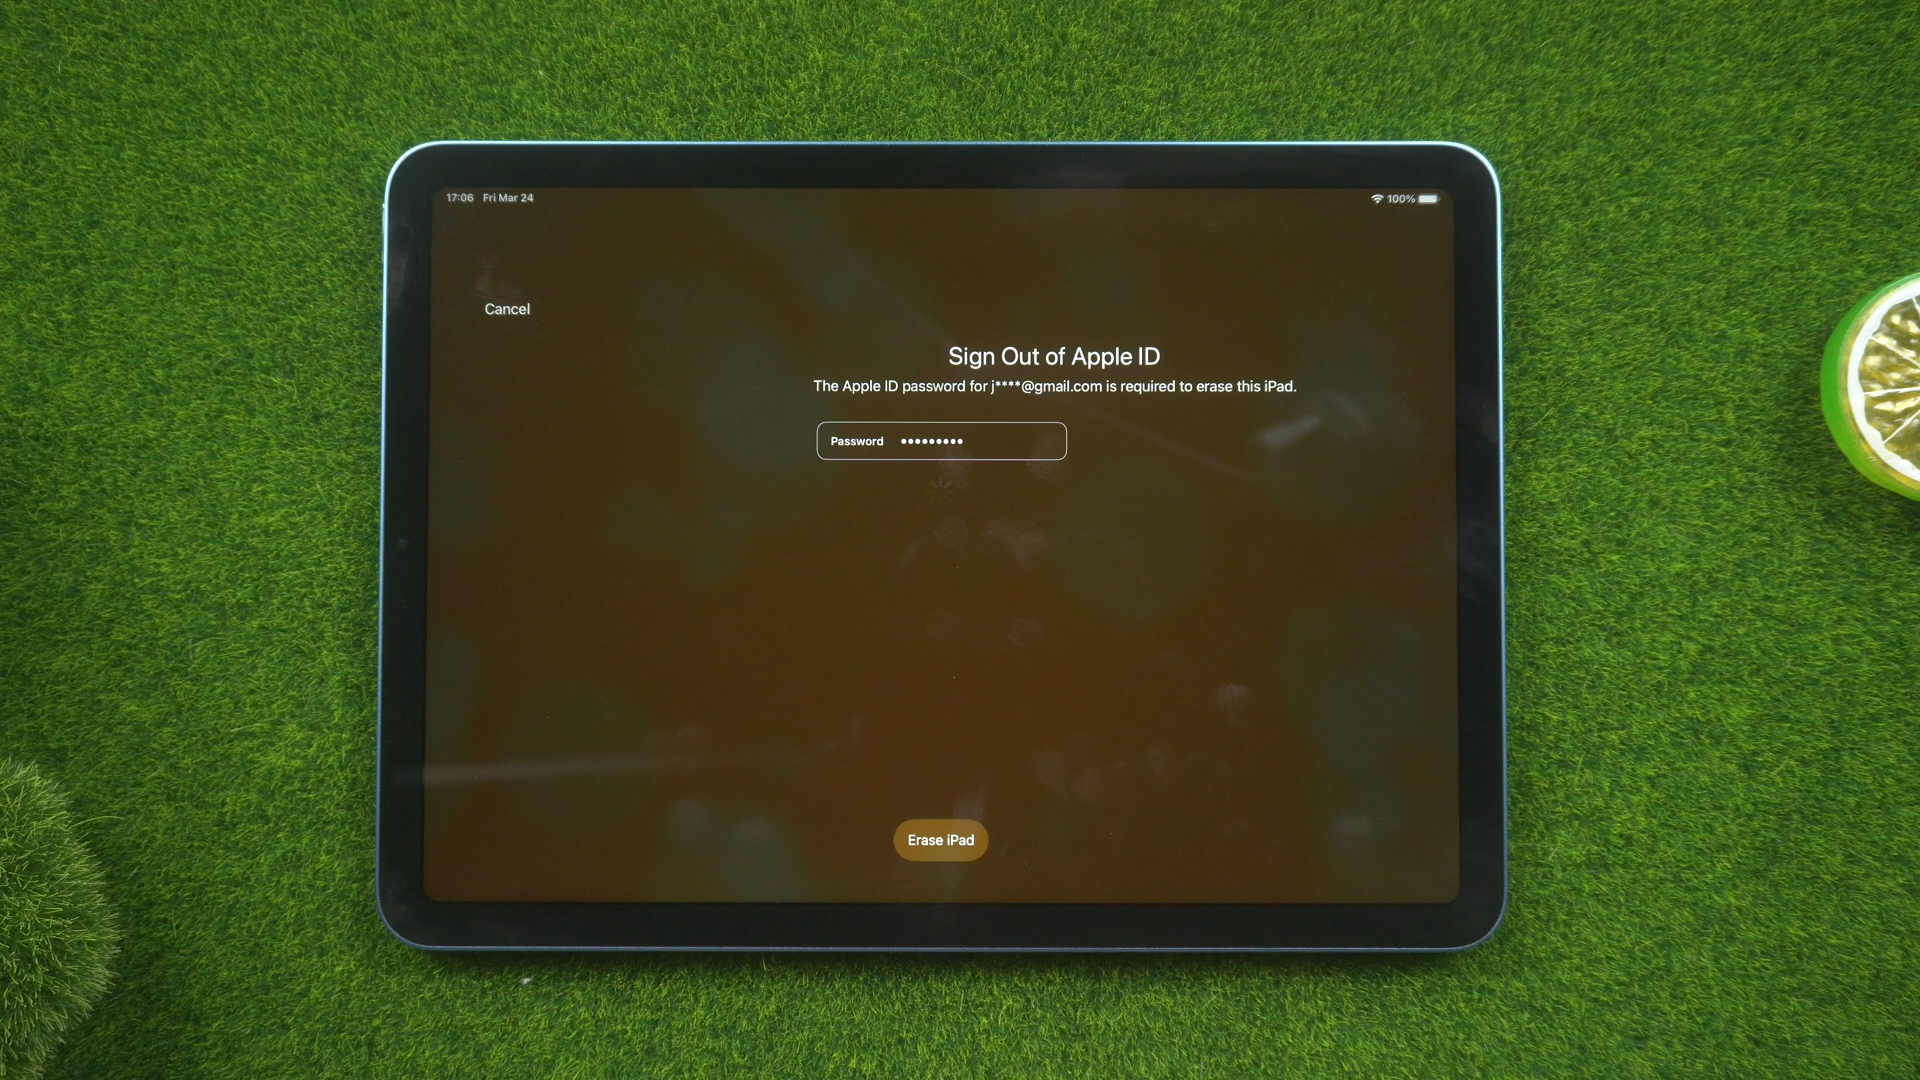 17:06 Fri Mar 24
100%
Cancel
Sign Out of Apple ID
The Apple ID password for j****@gmail.com is required to erase this iPad.
Password •••••••••
Erase iPad